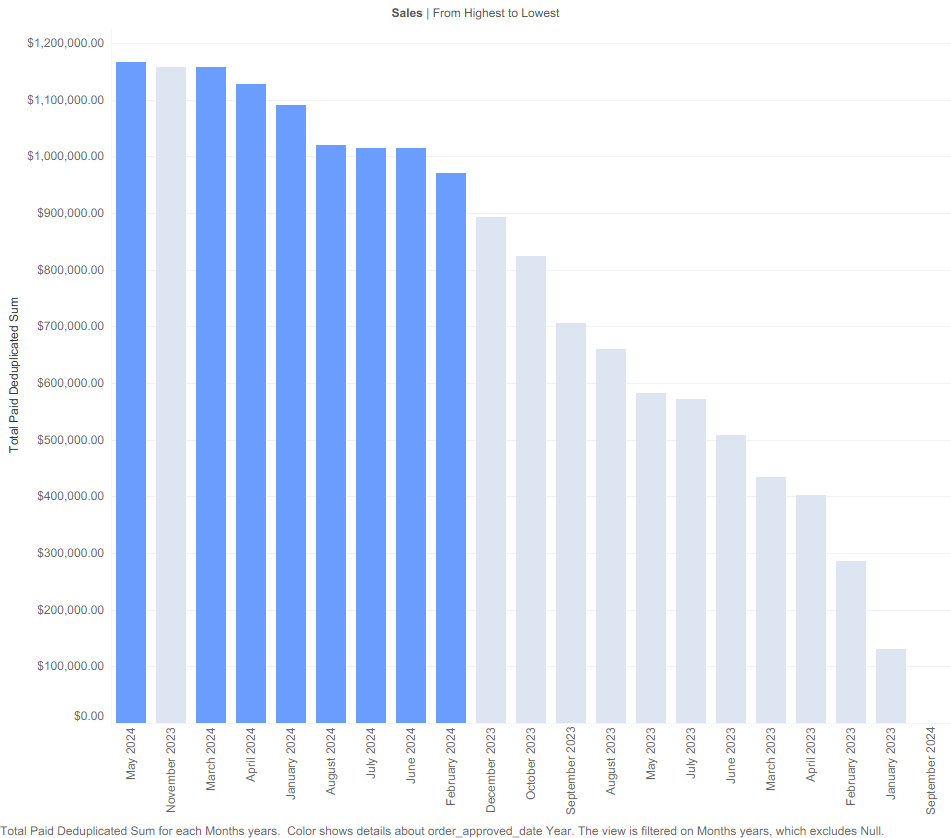 Sales | From Highest to Lowest
$1,200,000.00
$1,100,000.00
$1,000,000.00
$900,000.00
$800,000.00
$700,000.00
$600,000.00
$500,000.00
$400,000.00
$300,000.00
$200,000.00
$100,000.00
$0.00
Total Paid Deduplicated Sum
May 2024
November 2023
March 2024
April 2024
January 2024
August 2024
July 2024
June 2024
February 2024
December 2023
October 2023
September 2023
August 2023
May 2023
July 2023
June 2023
March 2023
April 2023
February 2023
January 2023
September 2024
Total Paid Deduplicated Sum for each Months years.  Color shows details about order_approved_date Year. The view is filtered on Months years, which excludes Null.